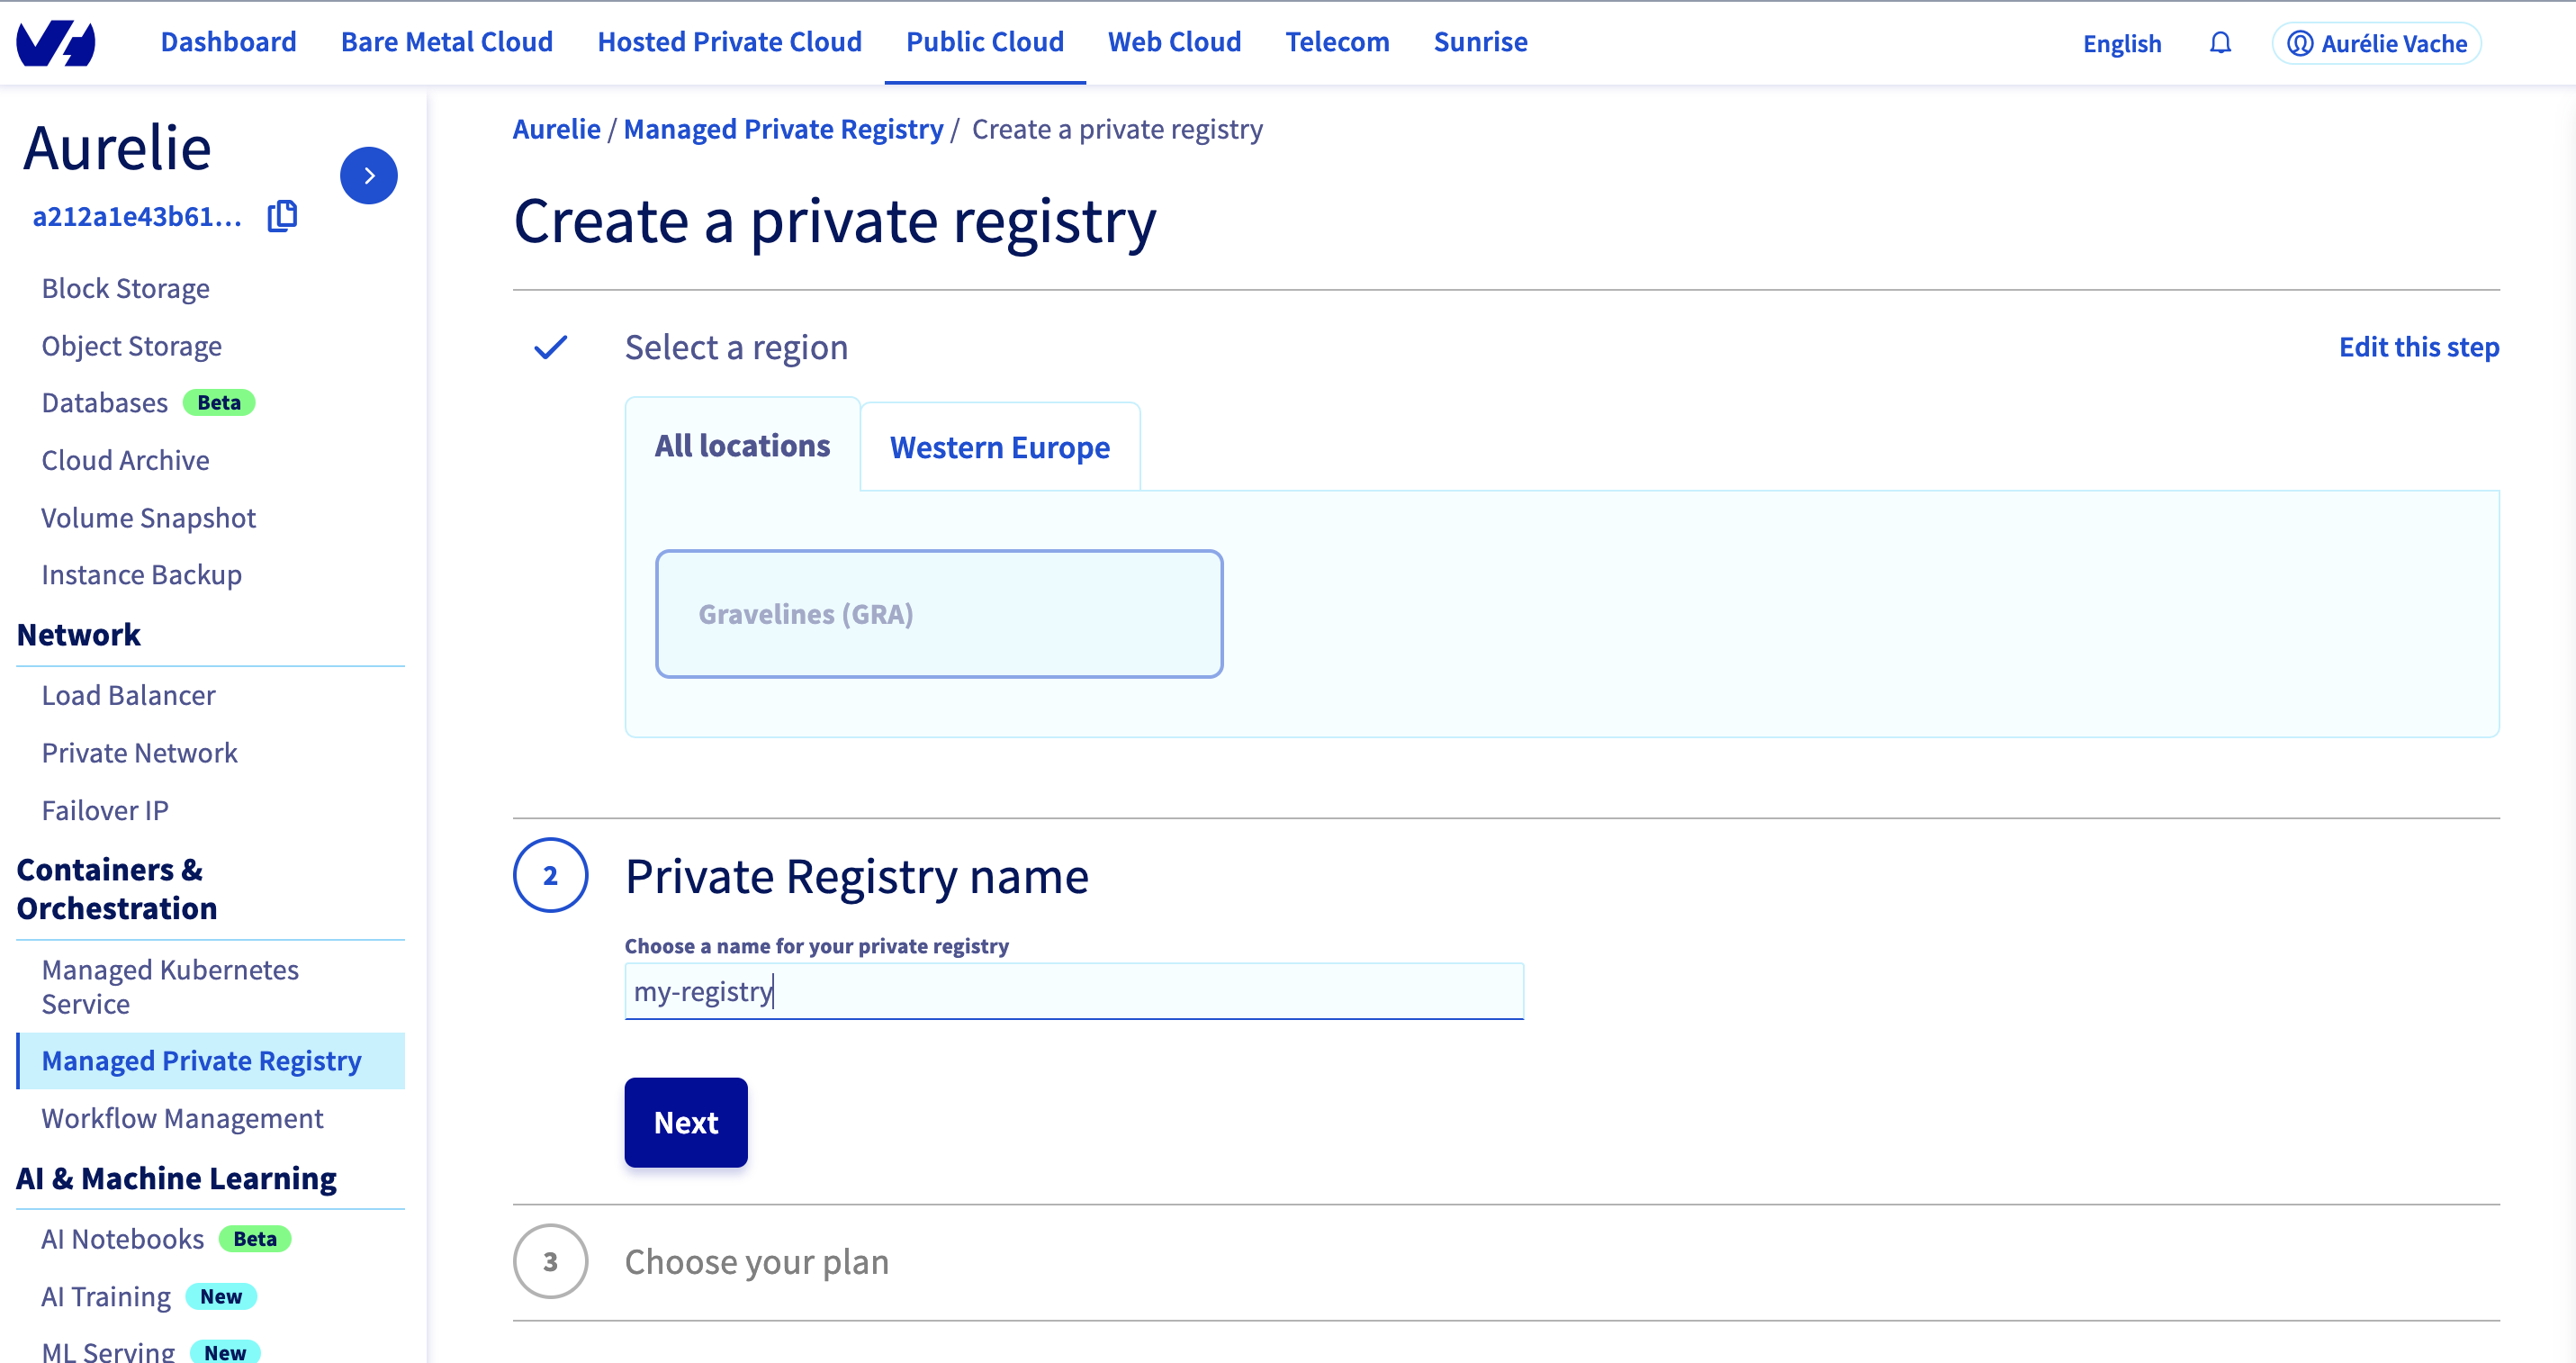 Dashboard Bare Metal Cloud Hosted Private Cloud Public Cloud Web Cloud Telecom Sunrise English Aurélie Vache
Aurelie
a212a1e43b61...
Block Storage
Object Storage
Databases Beta
Cloud Archive
Volume Snapshot
Instance Backup
Network
Load Balancer
Private Network
Failover IP
Containers &
Orchestration
Managed Kubernetes
Service
Managed Private Registry
Workflow Management
AI & Machine Learning
AI Notebooks Beta
AI Training New
ML Serving New
Aurelie / Managed Private Registry / Create a private registry
Create a private registry
Select a region Edit this step
All locations Western Europe
Gravelines (GRA)
2 Private Registry name
Choose a name for your private registry
my-registry
Next
3 Choose your plan